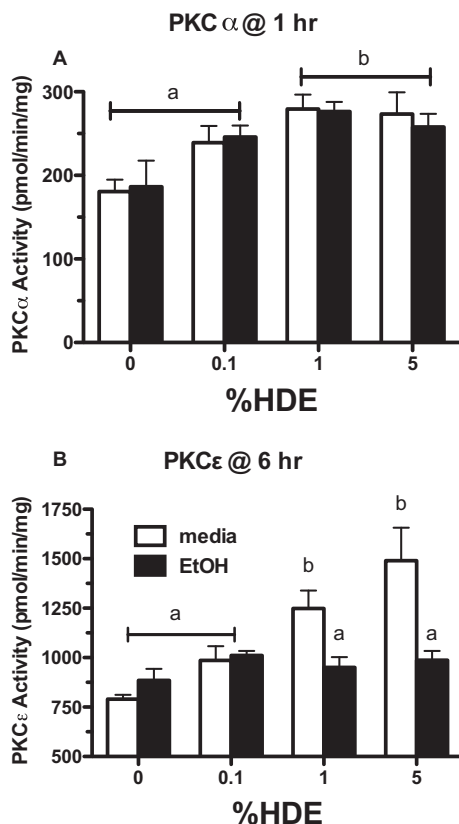 PKC α @ 1 hr
A
a
b
PKCα Activity (pmol/min/mg)
300
200
100
0
0 0.1 1 5
%HDE
B
PKCε @ 6 hr
PKCε Activity (pmol/min/mg)
1750
1500
1250
1000
750
500
media
EtOH
a
b
a
b
a
0 0.1 1 5
%HDE